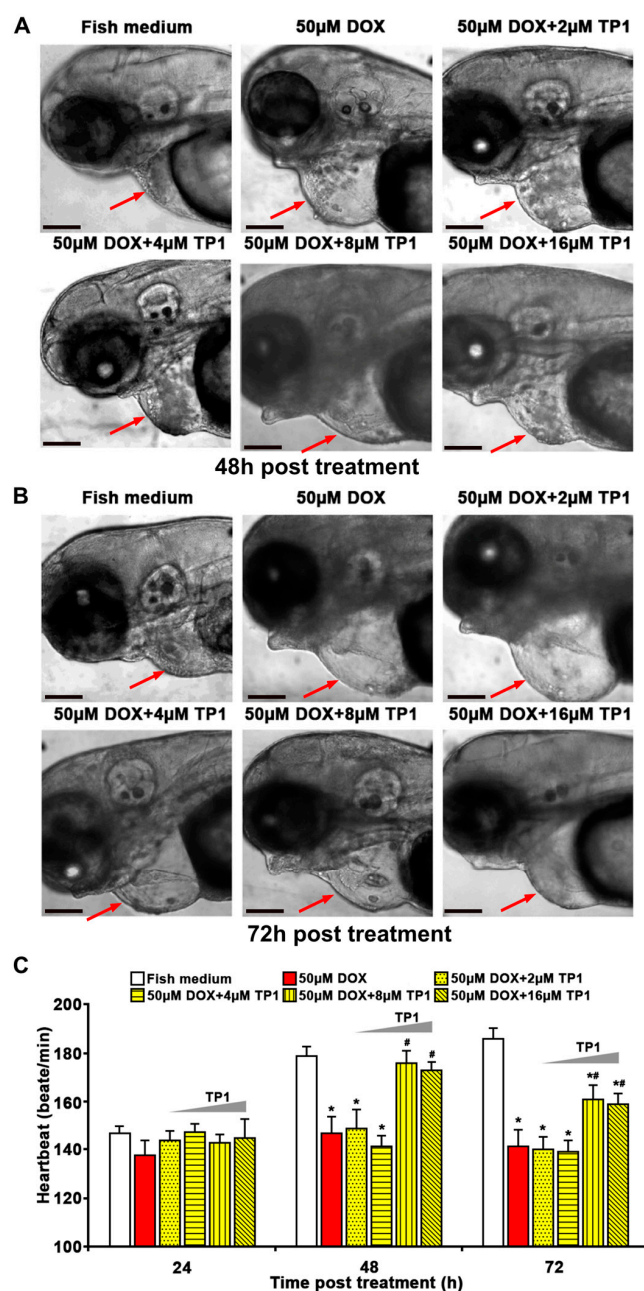 A
Fish medium 50μM DOX 50μM DOX+2μM TP1
50μM DOX+4μM TP1 50μM DOX+8μM TP1 50μM DOX+16μM TP1
48h post treatment
B
Fish medium 50μM DOX 50μM DOX+2μM TP1
50μM DOX+4μM TP1 50μM DOX+8μM TP1 50μM DOX+16μM TP1
72h post treatment
C
Fish medium 50μM DOX 50μM DOX+2μM TP1
50μM DOX+4μM TP1 50μM DOX+8μM TP1 50μM DOX+16μM TP1
Heartbeat (beate/min)
200
180
160
140
120
100
TP1
TP1
TP1
* * * # #
* * * *# *#
24 48 72
Time post treatment (h)